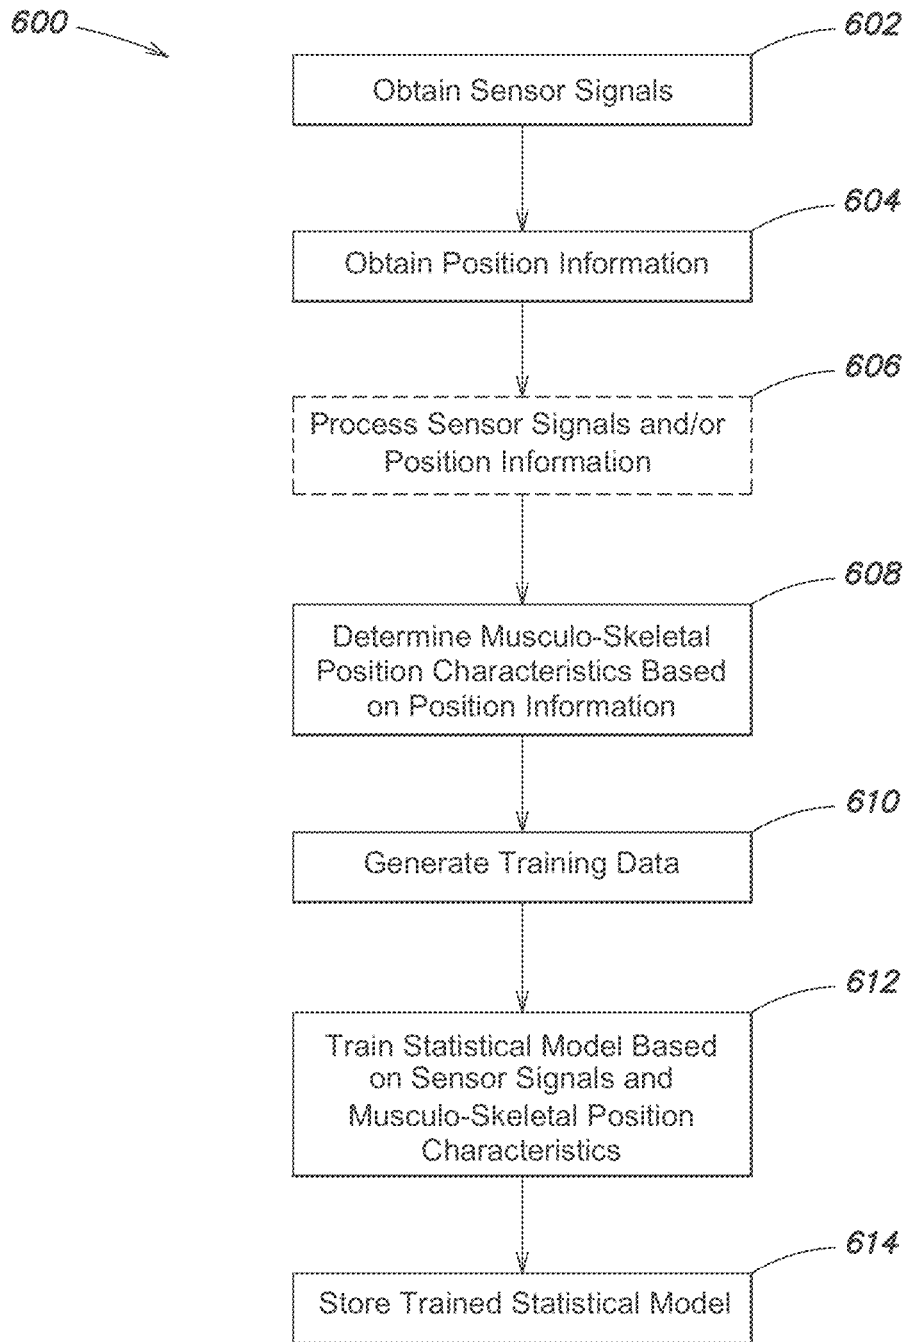 600
602
Obtain Sensor Signals
604
Obtain Position Information
606
Process Sensor Signals and/or
Position Information
608
Determine Musculo-Skeletal
Position Characteristics Based
on Position Information
610
Generate Training Data
612
Train Statistical Model Based
on Sensor Signals and
Musculo-Skeletal Position
Characteristics
614
Store Trained Statistical Model